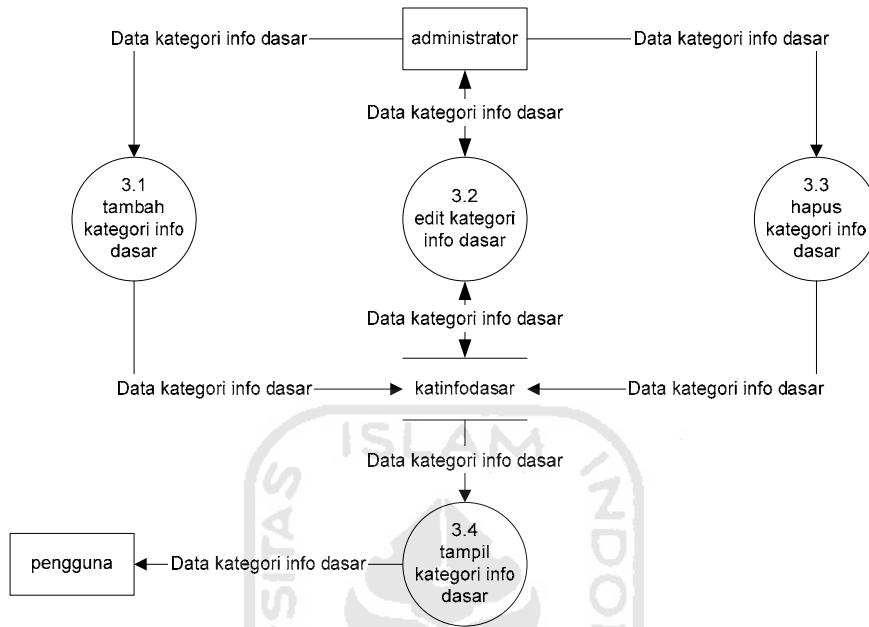 Data kategori info dasar
administrator
Data kategori info dasar
Data kategori info dasar
3.1
tambah
kategori info
dasar
3.2
edit kategori
info dasar
3.3
hapus
kategori info
dasar
Data kategori info dasar
Data kategori info dasar
katinfodasar
Data kategori info dasar
ISLAM
Data kategori info dasar
SITAS
INDO
3.4
tampil
kategori info
dasar
pengguna
Data kategori info dasar